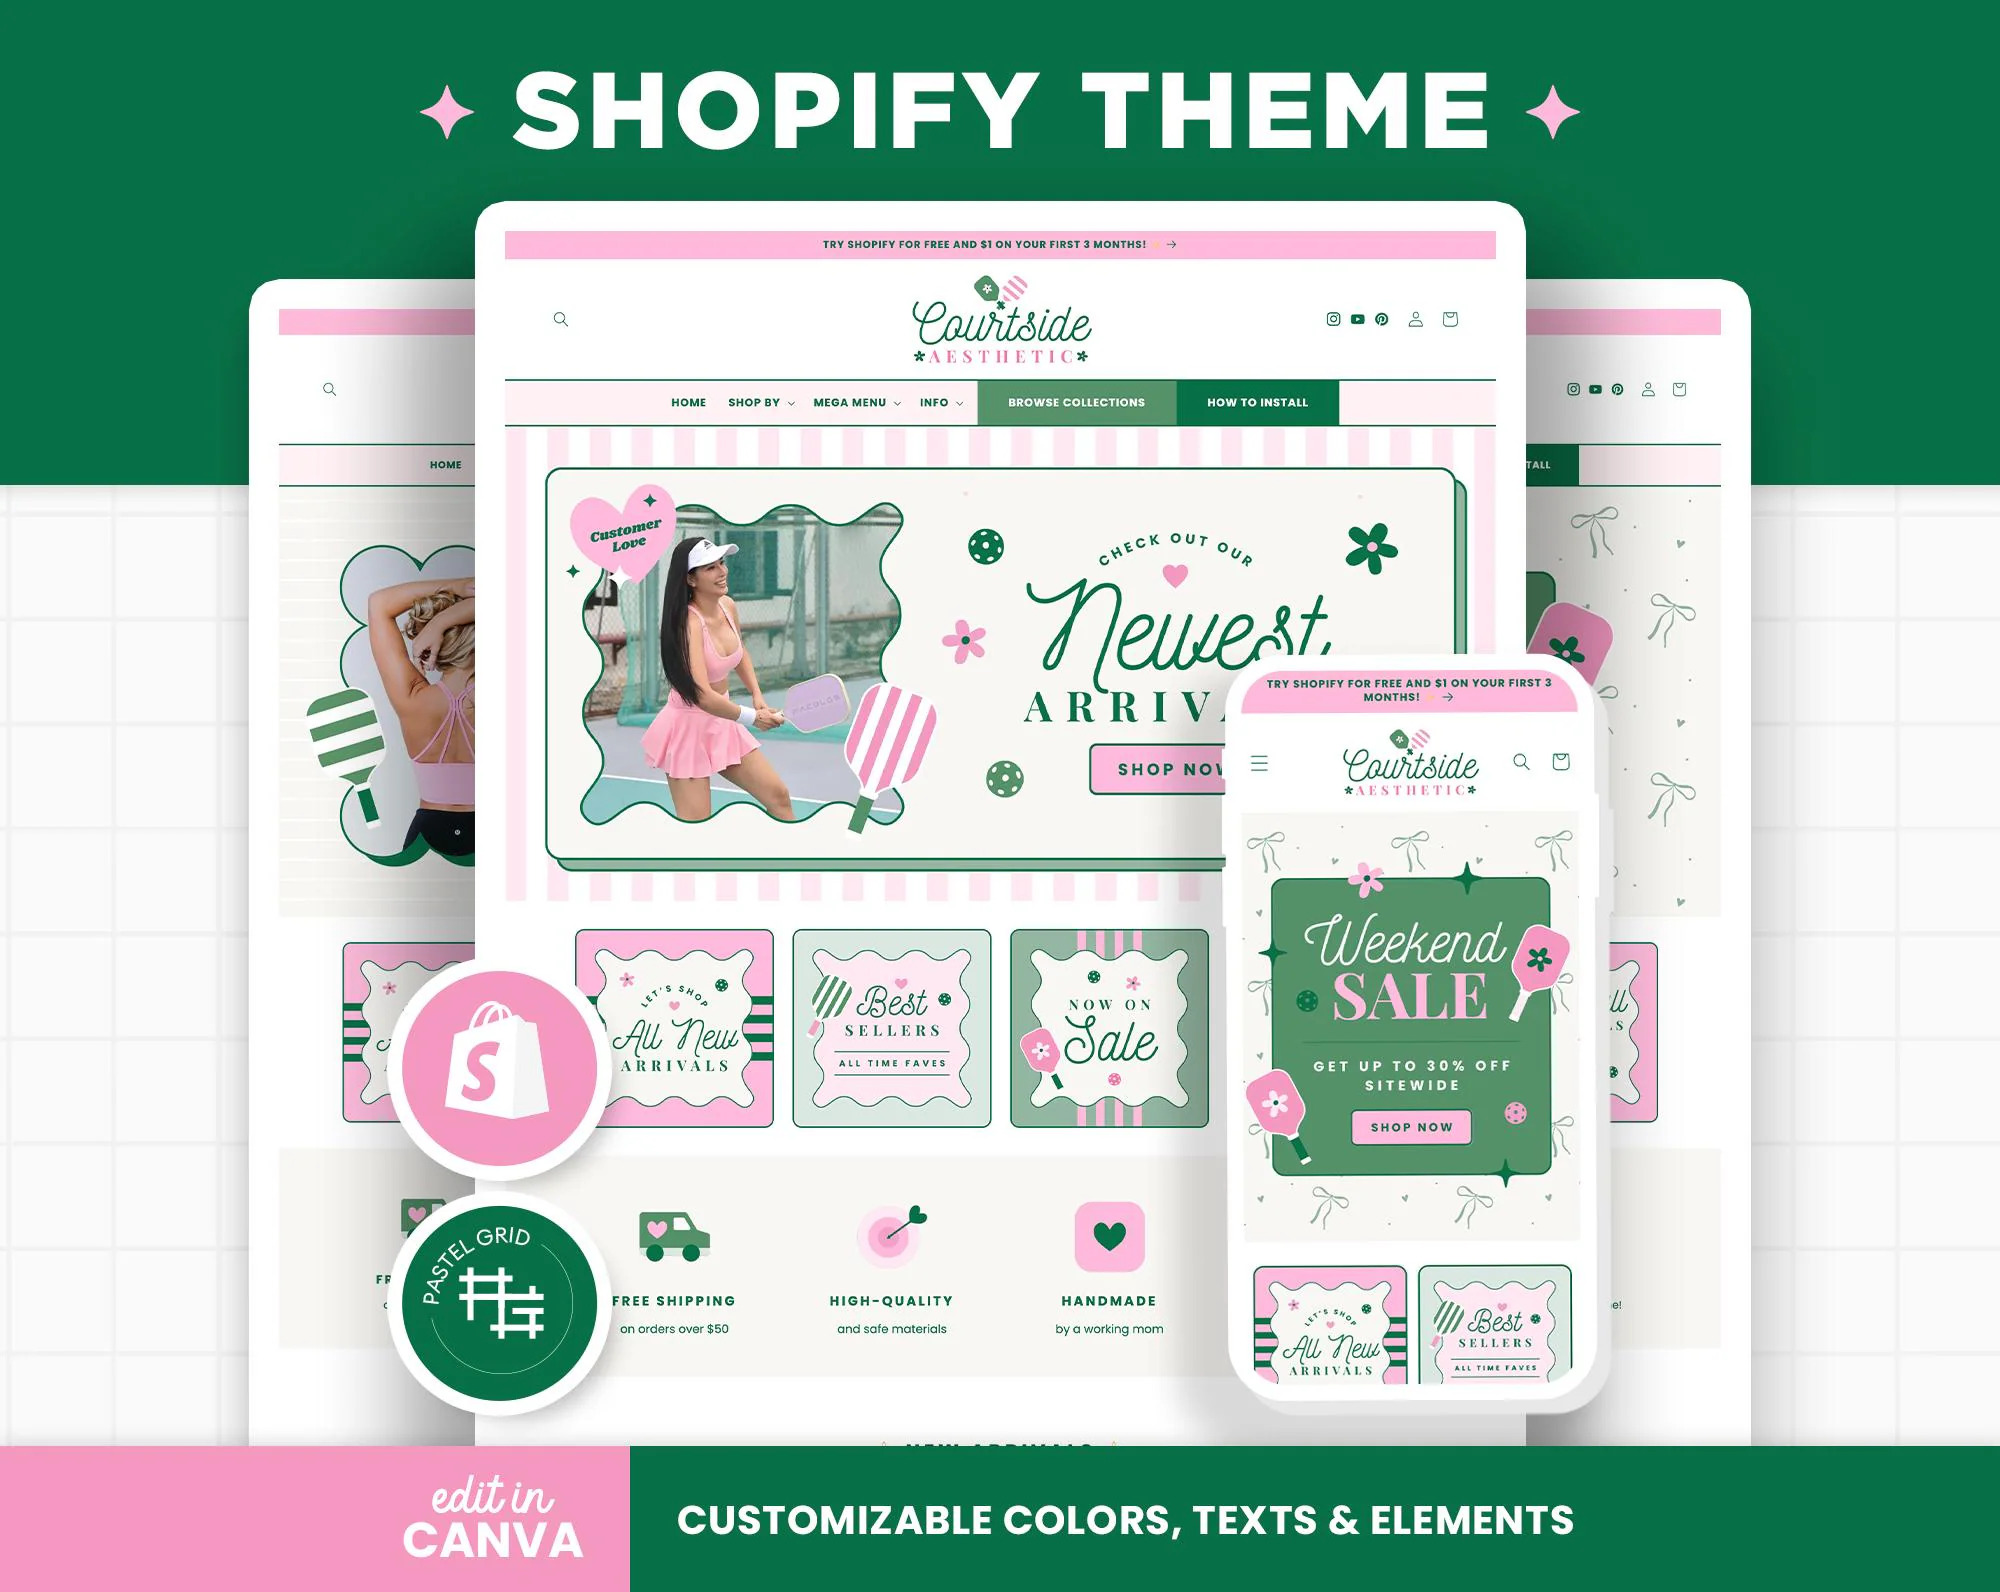 SHOPIFY THEME
TRY SHOPIFY FOR FREE AND $1 ON YOUR FIRST 3 MONTHS! →
Courtside
AESTHETIC
HOME SHOP BY MEGA MENU INFO BROWSE COLLECTIONS HOW TO INSTALL
HOME
TALL
Customer
Love
CHECK OUT OUR
Newest
ARRIV
SHOP NOW
TRY SHOPIFY FOR FREE AND $1 ON YOUR FIRST 3
MONTHS! →
Courtside
AESTHETIC
Weekend
SALE
GET UP TO 30% OFF
SITEWIDE
SHOP NOW
LET'S SHOP
All New
ARRIVALS
Best
SELLERS
ALL TIME FAVES
NOW ON
Sale
S
PASTEL GRID
FREE SHIPPING
on orders over $50
HIGH-QUALITY
and safe materials
HANDMADE
by a working mom
LET'S SHOP
All New
ARRIVALS
Best
SELLERS
ALL TIME FAVES
NEW ARRIVALS
edit in
CANVA
CUSTOMIZABLE COLORS, TEXTS & ELEMENTS